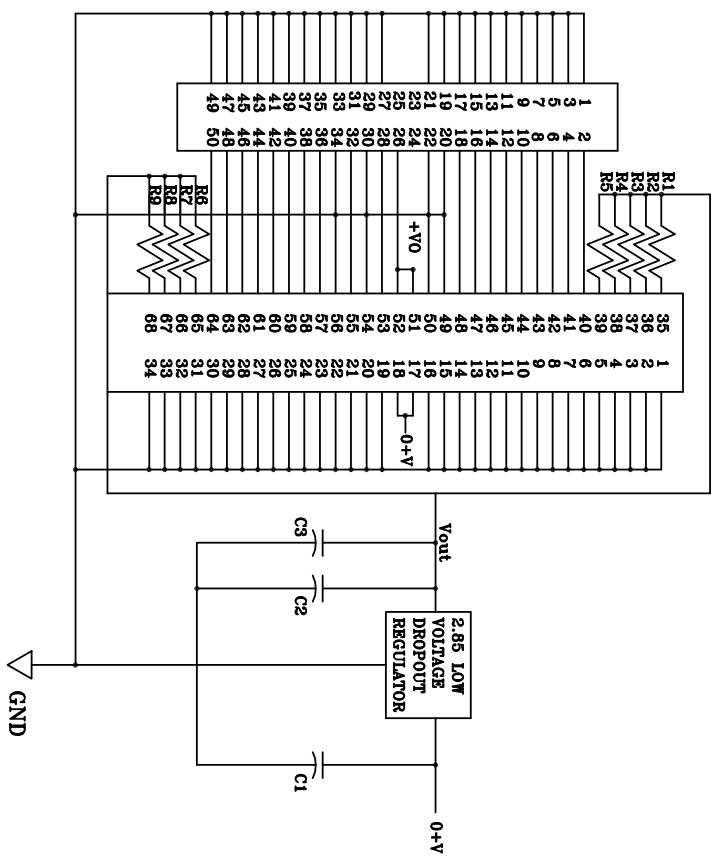 1 2
3 4
5 6
7 8
9 10
11 12
13 14
15 16
17 18
19 20
21 22
23 24
25 26
27 28
29 30
31 32
33 34
35 36
37 38
39 40
41 42
43 44
45 46
47 48
49 50
R1
R2
R3
R4
R5
+VO
R6
R7
R8
R9
35 1
36 2
37 3
38 4
39 5
40 6
41 7
42 8
43 9
44 10
45 11
46 12
47 13
48 14
49 15
50 16
51 17
52 18
53 19
54 20
55 21
56 22
57 23
58 24
59 25
60 26
61 27
62 28
63 29
64 30
65 31
66 32
67 33
68 34
0+V
Vout
C3
C2
2.85 LOW
VOLTAGE
DROPOUT
REGULATOR
C1
0+V
GND